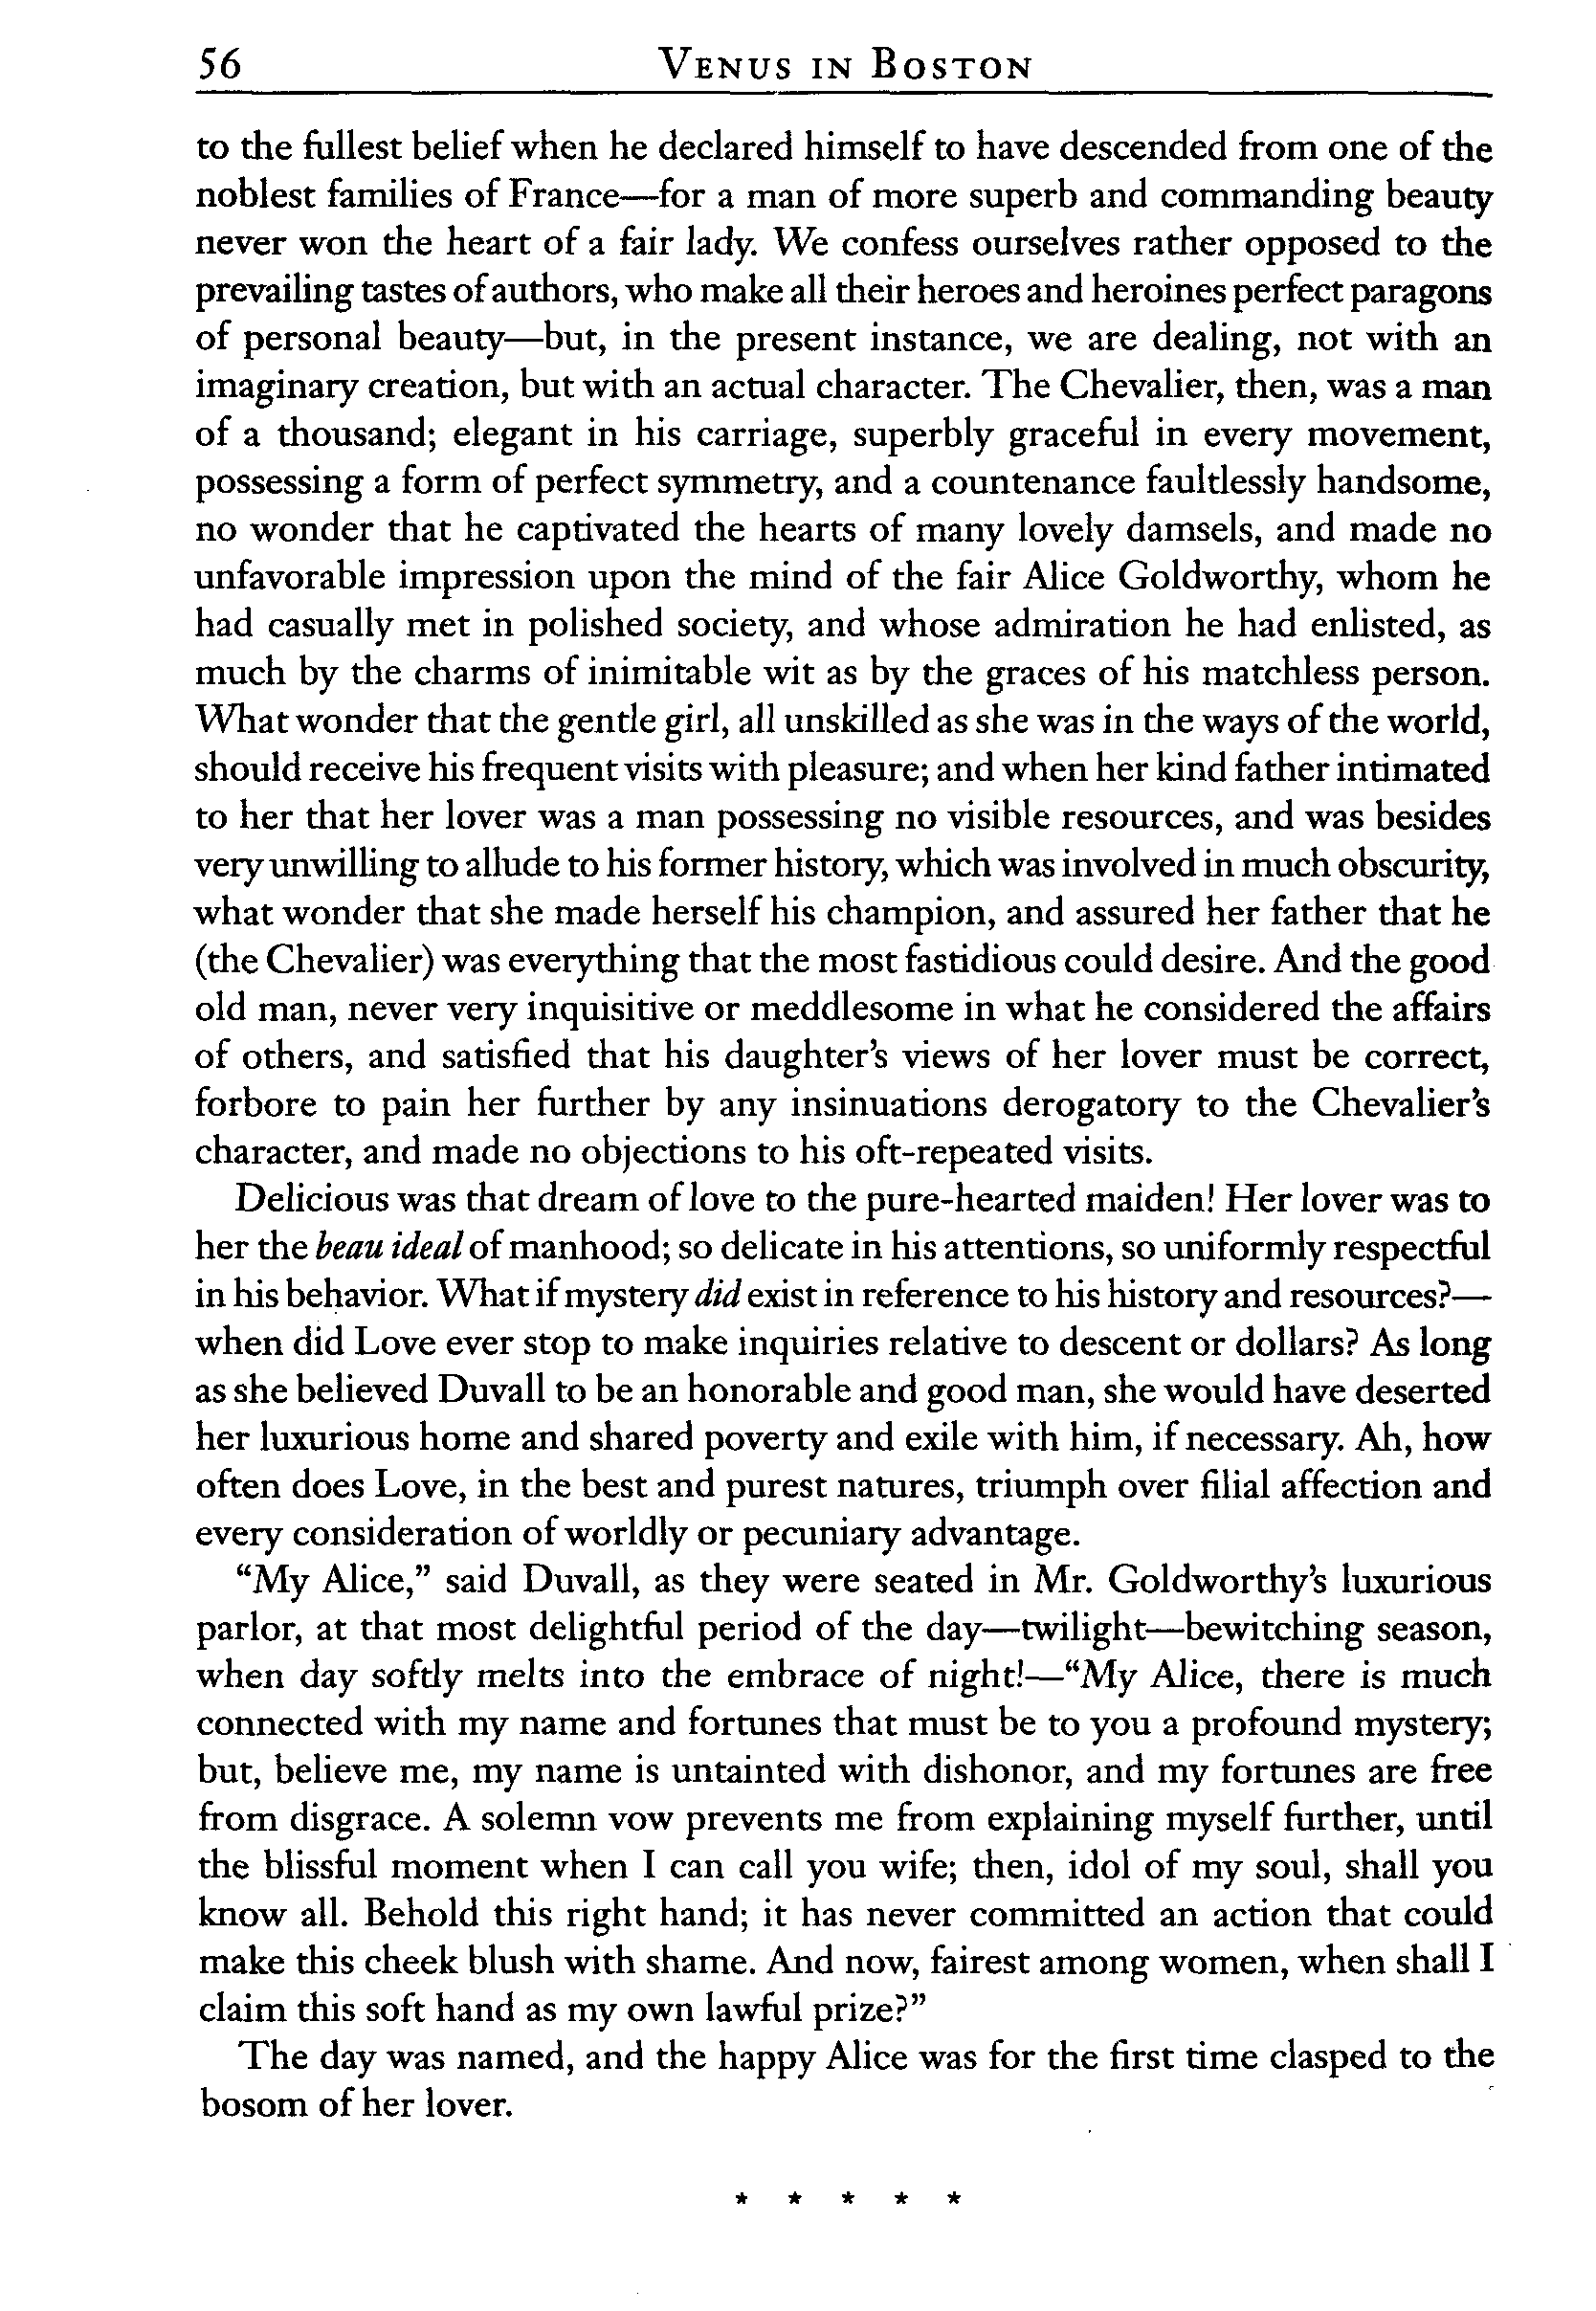 56
VENUS IN BOSTON
to the fullest belief when he declared himself to have descended from one of the
noblest families of France—for a man of more superb and commanding beauty
never won the heart of a fair lady. We confess ourselves rather opposed to the
prevailing tastes of authors, who make all their heroes and heroines perfect paragons
of personal beauty—but, in the present instance, we are dealing, not with an
imaginary creation, but with an actual character. The Chevalier, then, was a man
of a thousand; elegant in his carriage, superbly graceful in every movement,
possessing a form of perfect symmetry, and a countenance faultlessly handsome,
no wonder that he captivated the hearts of many lovely damsels, and made no
unfavorable impression upon the mind of the fair Alice Goldworthy, whom he
had casually met in polished society, and whose admiration he had enlisted, as
much by the charms of inimitable wit as by the graces of his matchless person.
What wonder that the gentle girl, all unskilled as she was in the ways of the world,
should receive his frequent visits with pleasure; and when her kind father intimated
to her that her lover was a man possessing no visible resources, and was besides
very unwilling to allude to his former history, which was involved in much obscurity,
what wonder that she made herself his champion, and assured her father that he
(the Chevalier) was everything that the most fastidious could desire. And the good
old man, never very inquisitive or meddlesome in what he considered the affairs
of others, and satisfied that his daughter's views of her lover must be correct,
forbore to pain her further by any insinuations derogatory to the Chevalier's
character, and made no objections to his oft-repeated visits.
Delicious was that dream of love to the pure-hearted maiden! Her lover was to
her the beau ideal of manhood; so delicate in his attentions, so uniformly respectful
in his behavior. What if mystery did exist in reference to his history and resources?—
when did Love ever stop to make inquiries relative to descent or dollars? As long
as she believed Duvall to be an honorable and good man, she would have deserted
her luxurious home and shared poverty and exile with him, if necessary. Ah, how
often does Love, in the best and purest natures, triumph over filial affection and
every consideration of worldly or pecuniary advantage.
“My Alice,” said Duvall, as they were seated in Mr. Goldworthy's luxurious
parlor, at that most delightful period of the day—twilight—bewitching season,
when day softly melts into the embrace of night!—“My Alice, there is much
connected with my name and fortunes that must be to you a profound mystery;
but, believe me, my name is untainted with dishonor, and my fortunes are free
from disgrace. A solemn vow prevents me from explaining myself further, until
the blissful moment when I can call you wife; then, idol of my soul, shall you
know all. Behold this right hand; it has never committed an action that could
make this cheek blush with shame. And now, fairest among women, when shall I
claim this soft hand as my own lawful prize?”
The day was named, and the happy Alice was for the first time clasped to the
bosom of her lover.
* * * * *